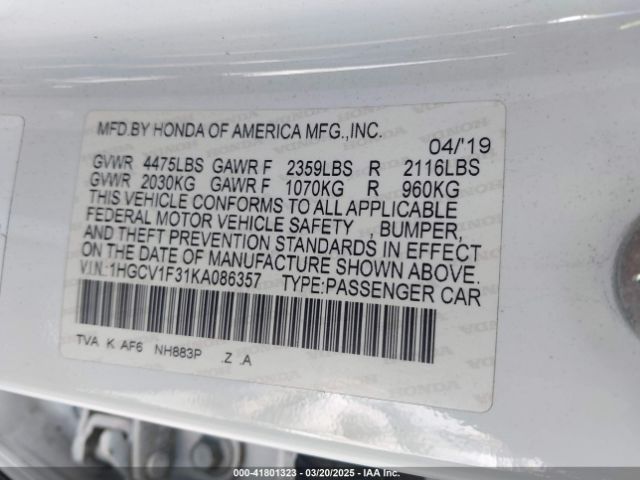 MFD.BY HONDA OF AMERICA MFG.,INC.
04/'19
GVWR 4475LBS GAWR F 2359LBS R 2116LBS
GVWR 2030KG GAWR F 1070KG R 960KG
THIS VEHICLE CONFORMS TO ALL APPLICABLE
FEDERAL MOTOR VEHICLE SAFETY BUMPER,
AND THEFT PREVENTION STANDARDS IN EFFECT
ON THE DATE OF MANUFACTURE SHOWN ABOVE.
V.I.N.:1HGCV1F31KA086357 TYPE:PASSENGER CAR
TVA K AF6 NH883P .Z .A
000-41801323 — 03/20/2025 — IAA Inc.